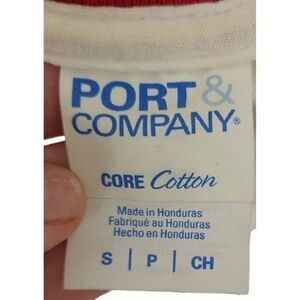 PORT &
COMPANY®
CORE Cotton
Made in Honduras
Fabriqué au Honduras
Hecho en Honduras
S | P | CH